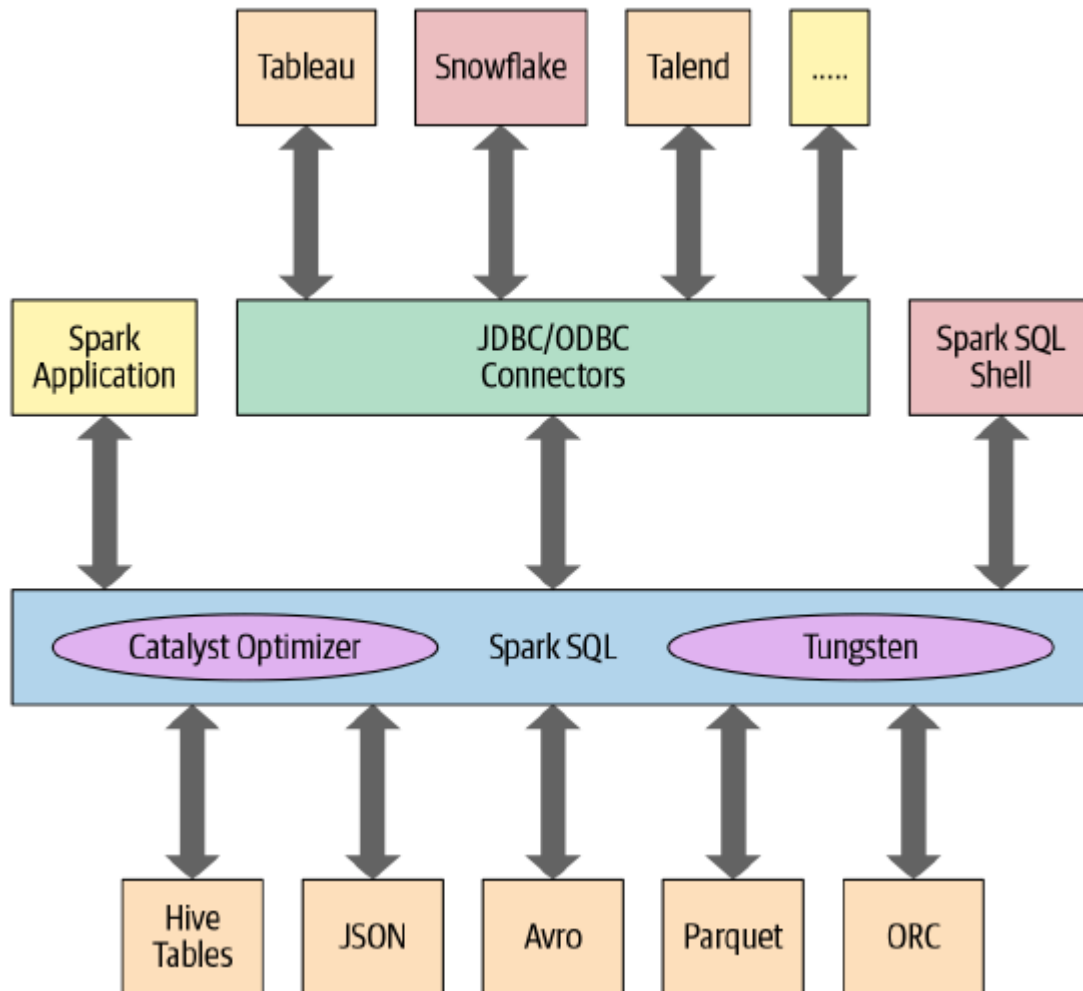 Tableau
Snowflake
Talend
.....
Spark
Application
JDBC/ODBC
Connectors
Spark SQL
Shell
Catalyst Optimizer
Spark SQL
Tungsten
Hive
Tables
JSON
Avro
Parquet
ORC